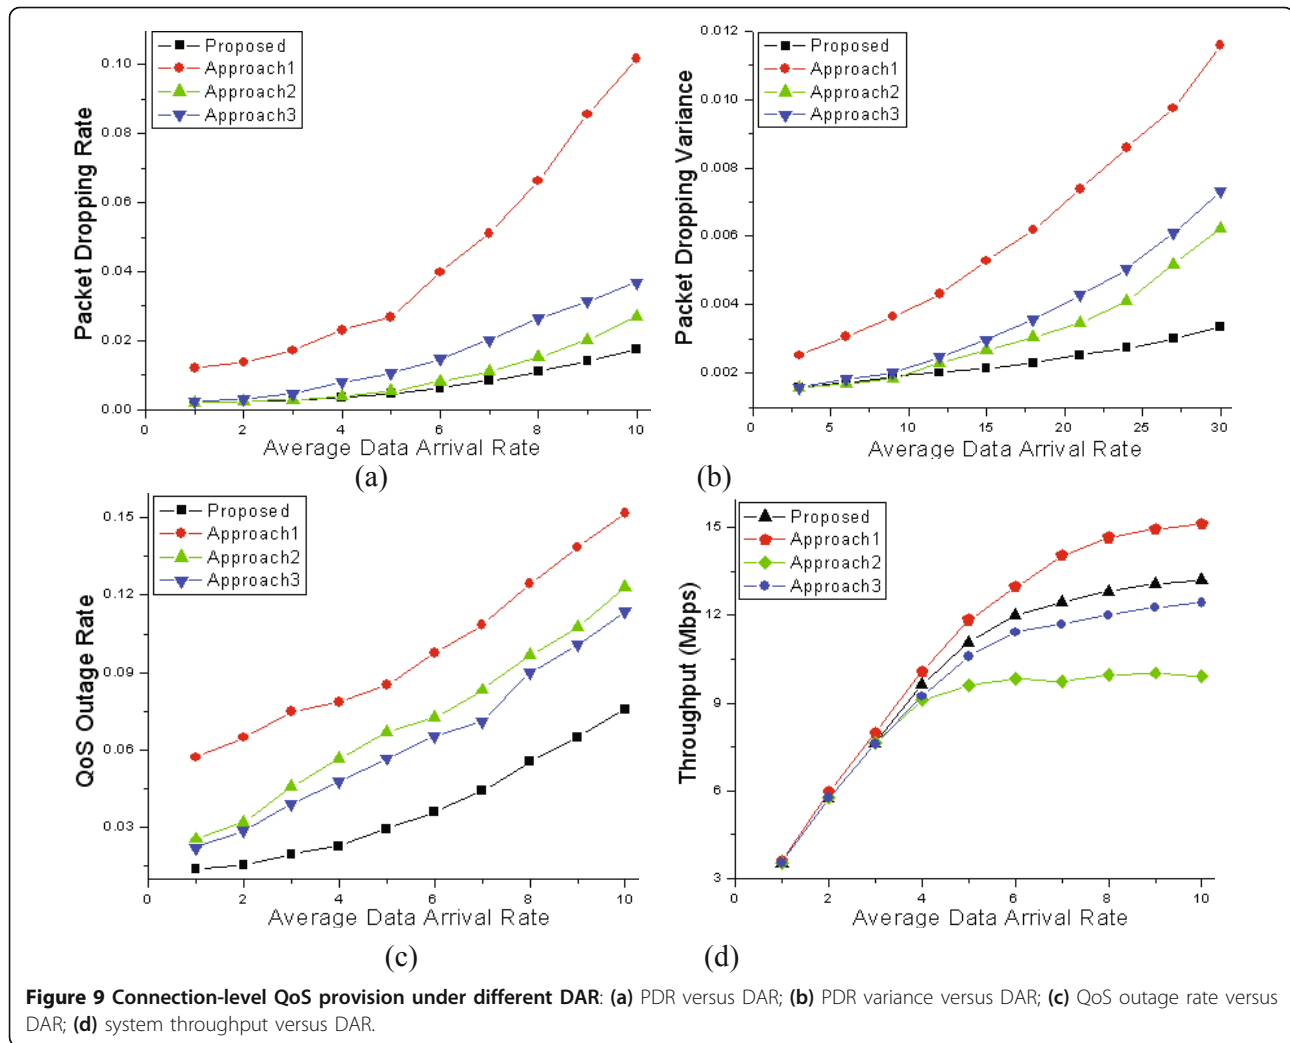 Proposed
Approach1
Approach2
Approach3
Packet Dropping Rate
0.10
0.08
0.06
0.04
0.02
0.00
0 2 4 6 8 10
Average Data Arrival Rate
(a)
Proposed
Approach1
Approach2
Approach3
Packet Dropping Variance
0.012
0.010
0.008
0.006
0.004
0.002
0 5 10 15 20 25 30
Average Data Arrival Rate
(b)
Proposed
Approach1
Approach2
Approach3
QoS Outage Rate
0.15
0.12
0.09
0.06
0.03
0 2 4 6 8 10
Average Data Arrival Rate
(c)
Proposed
Approach1
Approach2
Approach3
Throughput (Mbps)
15
12
9
6
3
0 2 4 6 8 10
Average Data Arrival Rate
(d)
Figure 9 Connection-level QoS provision under different DAR: (a) PDR versus DAR; (b) PDR variance versus DAR; (c) QoS outage rate versus
DAR; (d) system throughput versus DAR.